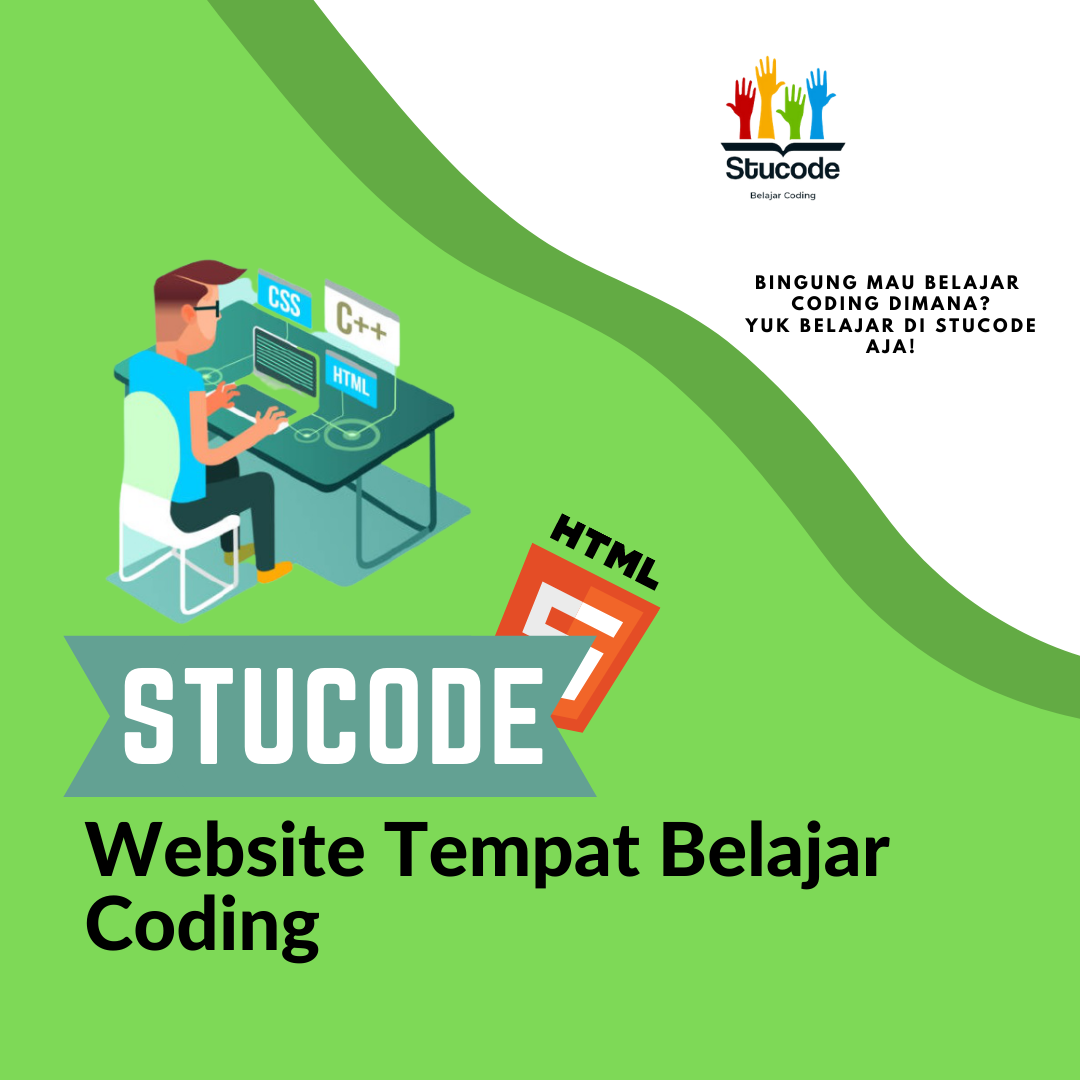 Stucode
Belajar Coding
BINGUNG MAU BELAJAR
CODING DIMANA?
YUK BELAJAR DI STUCODE
AJA!
CSS
C++
HTML
HTML
5
STUCODE
Website Tempat Belajar
Coding